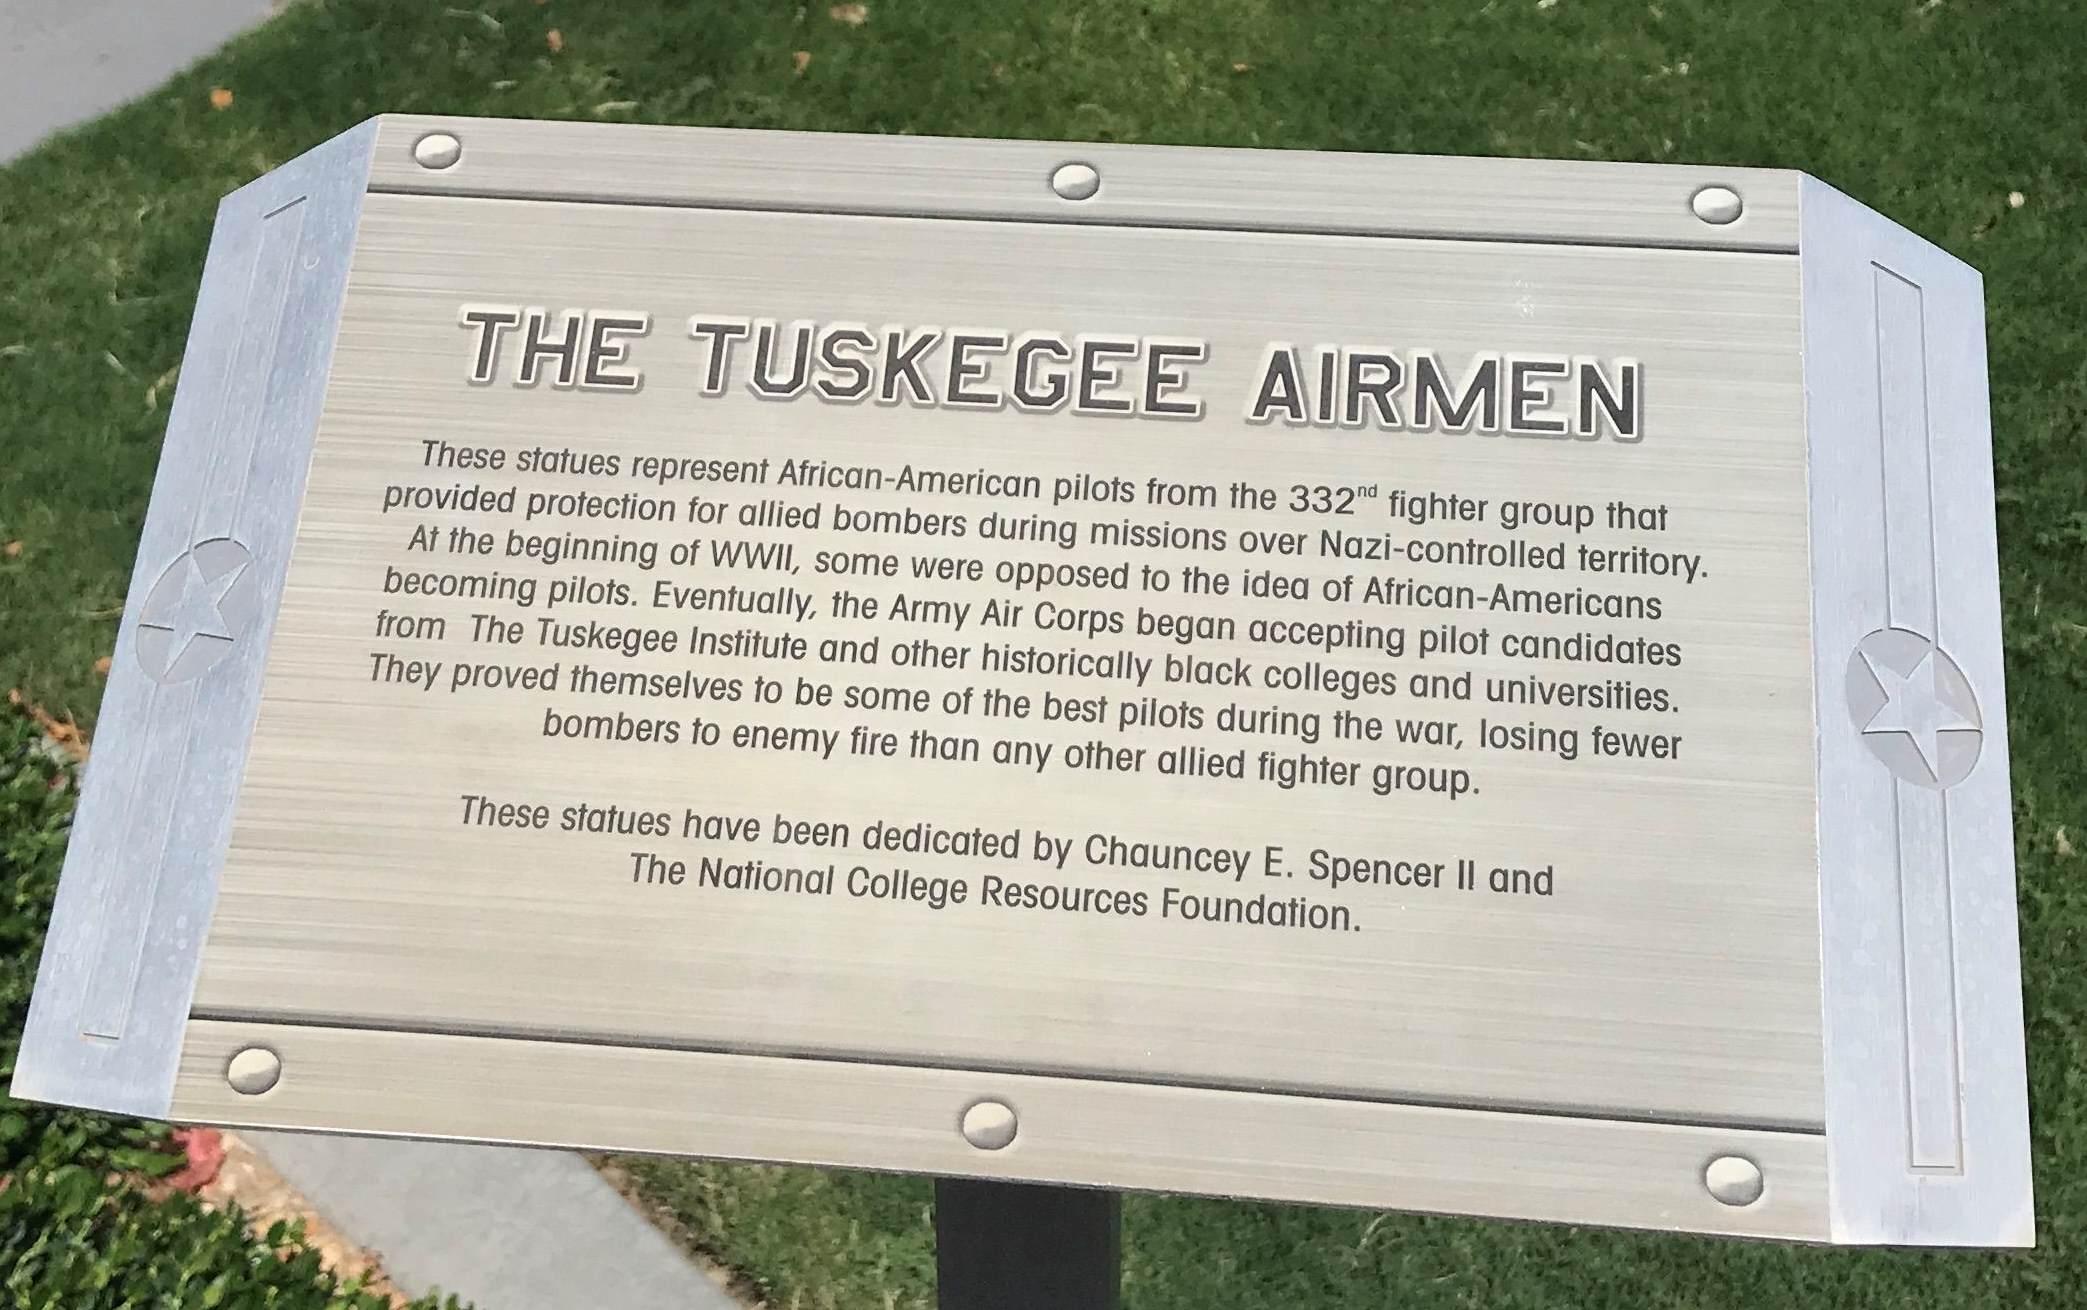 THE TUSKEGEE AIRMEN
These statues represent African-American pilots from the 332nd fighter group that
provided protection for allied bombers during missions over Nazi-controlled territory.
At the beginning of WWII, some were opposed to the idea of African-Americans
becoming pilots. Eventually, the Army Air Corps began accepting pilot candidates
from The Tuskegee Institute and other historically black colleges and universities.
They proved themselves to be some of the best pilots during the war, losing fewer
bombers to enemy fire than any other allied fighter group.
These statues have been dedicated by Chauncey E. Spencer II and
The National College Resources Foundation.